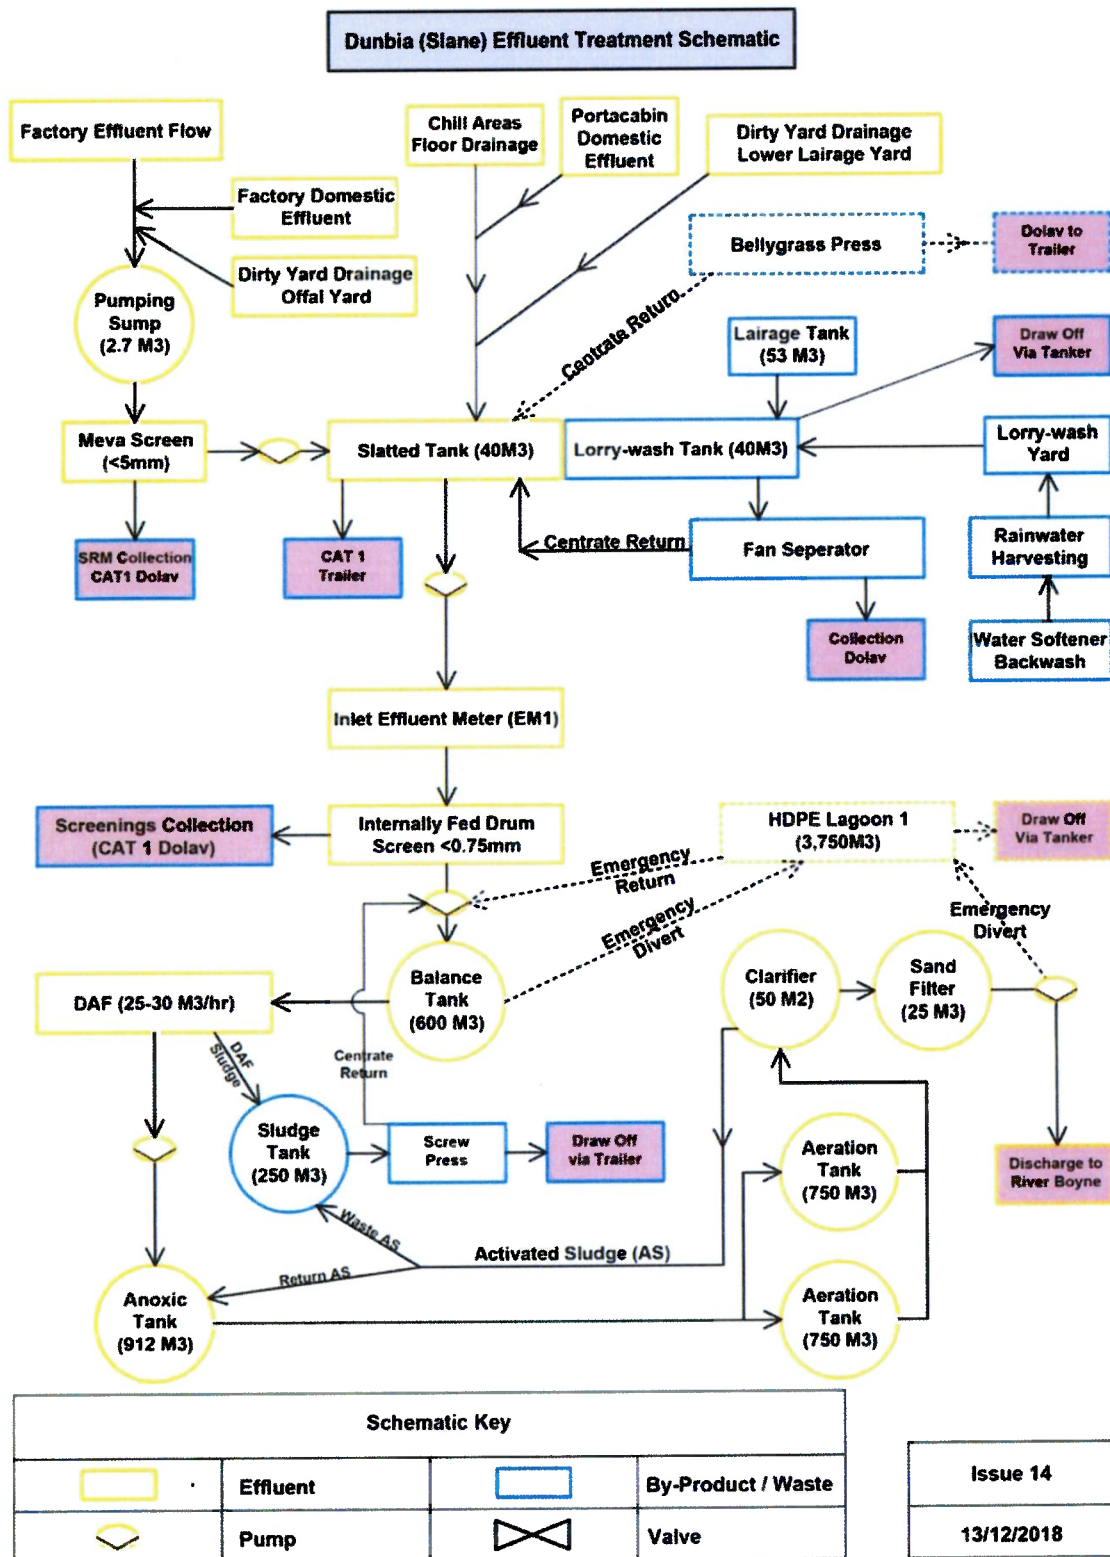 Dunbia (Slane) Effluent Treatment Schematic
Factory Effluent Flow
Chill Areas
Floor Drainage
Portacabin
Domestic
Effluent
Dirty Yard Drainage
Lower Lairage Yard
Factory Domestic
Effluent
Dirty Yard Drainage
Offal Yard
Bellygrass Press
Dolav to
Trailer
Pumping
Sump
(2.7 M3)
Centrate Return
Lairage Tank
(53 M3)
Draw Off
Via Tanker
Meva Screen
(<5mm)
Slatted Tank (40M3)
Lorry-wash Tank (40M3)
Lorry-wash
Yard
SRM Collection
CAT1 Dolav
CAT 1
Trailer
Centrate Return
Fan Seperator
Rainwater
Harvesting
Collection
Dolav
Water Softener
Backwash
Inlet Effluent Meter (EM1)
Screenings Collection
(CAT 1 Dolav)
Internally Fed Drum
Screen <0.75mm
HDPE Lagoon 1
(3,750M3)
Draw Off
Via Tanker
Emergency
Return
Emergency
Divert
Emergency
Divert
DAF (25-30 M3/hr)
Balance
Tank
(600 M3)
Clarifier
(50 M2)
Sand
Filter
(25 M3)
DAF
Sludge
Centrate
Return
Sludge
Tank
(250 M3)
Screw
Press
Draw Off
via Trailer
Aeration
Tank
(750 M3)
Discharge to
River Boyne
Waste AS
Activated Sludge (AS)
Return AS
Anoxic
Tank
(912 M3)
Aeration
Tank
(750 M3)
Schematic Key
Effluent
By-Product / Waste
Pump
Valve
Issue 14
13/12/2018